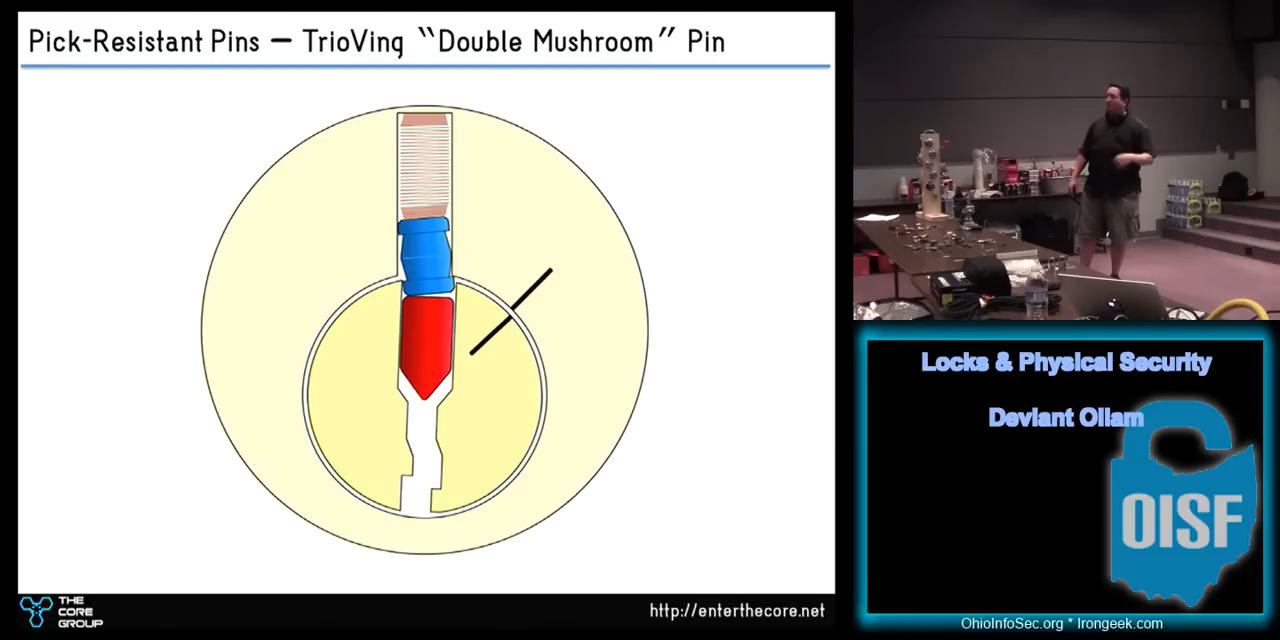 Pick-Resistant Pins – TrioVing “Double Mushroom” Pin
Locks & Physical Security
Deviant Ollam
OISF
THE
CORE
GROUP
http://enterthecore.net
OhioInfoSec.org * Irongeek.com